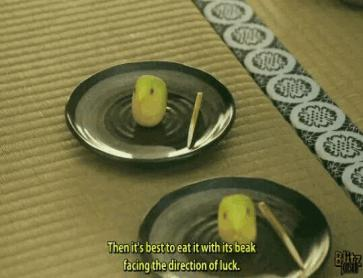 Then it's best to eat it with its beak
facing the direction of luck.